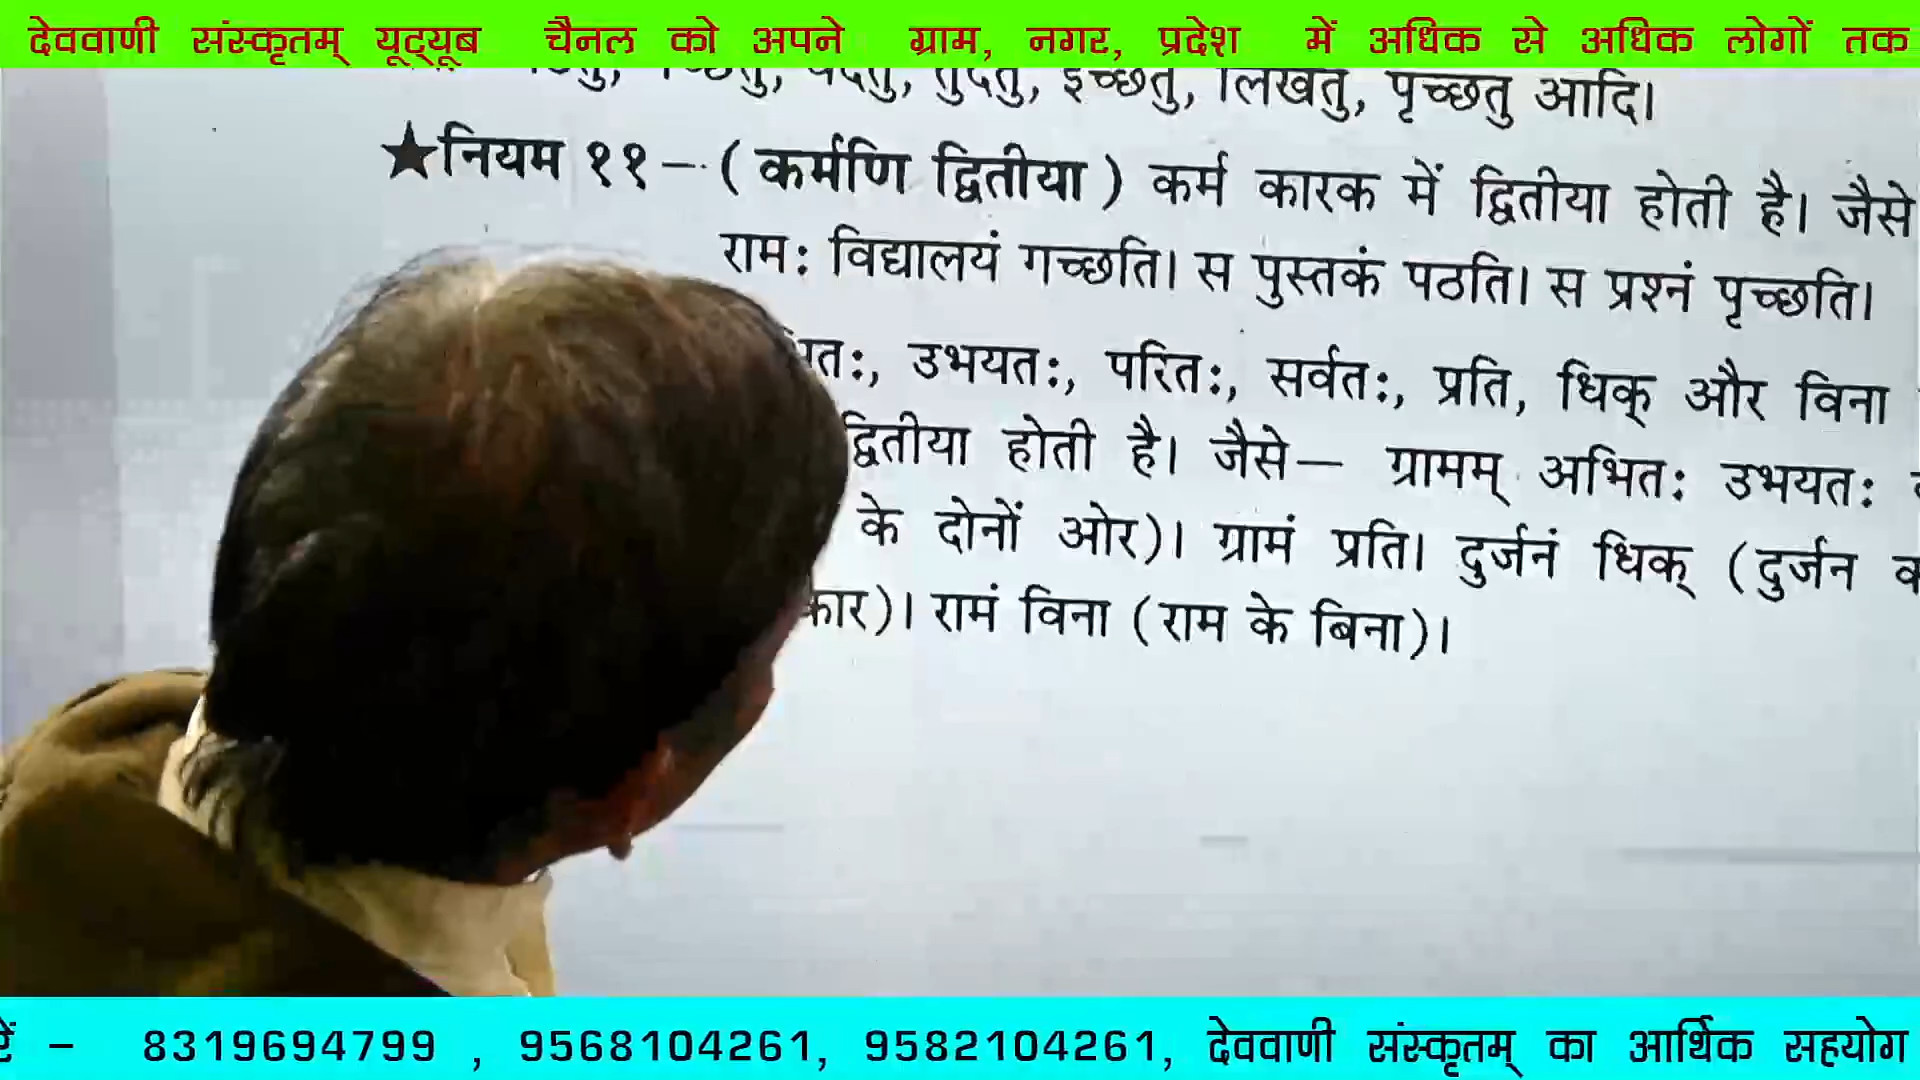 देववाणी संस्कृतम् यूट्यूब चैनल को अपने ग्राम, नगर, प्रदेश में अधिक से अधिक लोगों तक
इच्छतु, लिखतु, पृच्छतु आदि।
★नियम ११–(कर्मणि द्वितीया) कर्म कारक में द्वितीया होती है। जैसे
रामः विद्यालयं गच्छति। स पुस्तकं पठति। स प्रश्नं पृच्छति।
उभयतः, परितः, सर्वतः, प्रति, धिक् और विना
द्वितीया होती है। जैसे— ग्रामम् अभितः उभयतः
के दोनों ओर)। ग्रामं प्रति। दुर्जनं धिक् (दुर्जन
रामं विना (राम के बिना)।
– 8319694799 , 9568104261, 9582104261, देववाणी संस्कृतम् का आर्थिक सहयोग